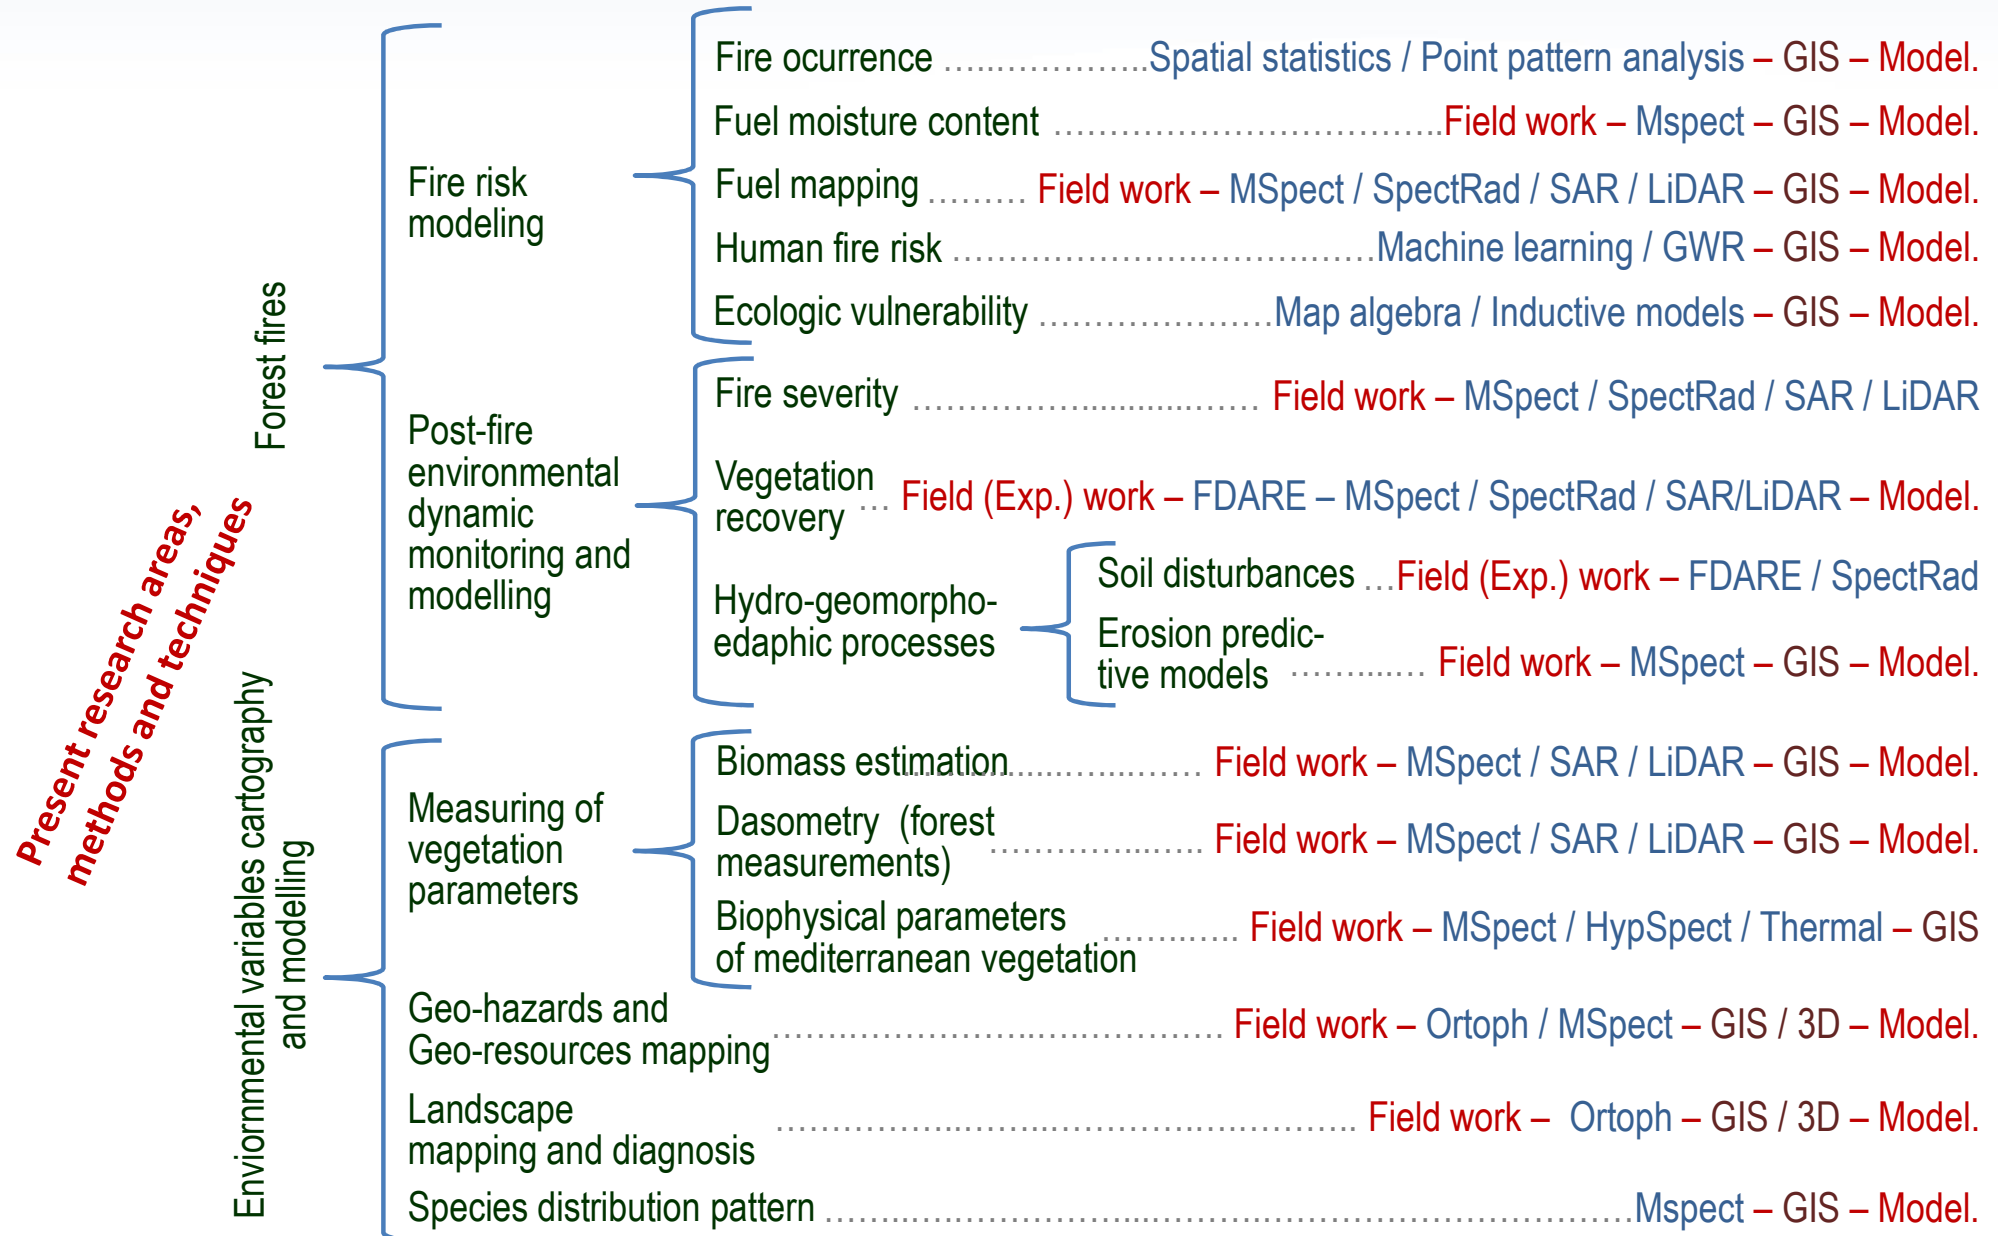 Present research areas,
methods and techniques
Forest fires
Fire risk
modeling
Fire ocurrence ..................... Spatial statistics / Point pattern analysis – GIS – Model.
Fuel moisture content ..................... Field work – Mspect – GIS – Model.
Fuel mapping ......... Field work – MSpect / SpectRad / SAR / LiDAR – GIS – Model.
Human fire risk ..................... Machine learning / GWR – GIS – Model.
Ecologic vulnerability ..................... Map algebra / Inductive models – GIS – Model.
Post-fire
environmental
dynamic
monitoring and
modelling
Fire severity ..................... Field work – MSpect / SpectRad / SAR / LiDAR
Vegetation
recovery ... Field (Exp.) work – FDARE – MSpect / SpectRad / SAR/LiDAR – Model.
Hydro-geomorpho-
edaphic processes
Soil disturbances ...Field (Exp.) work – FDARE / SpectRad
Erosion predic-
tive models ............ Field work – MSpect – GIS – Model.
Enviornmental variables cartography
and modelling
Measuring of
vegetation
parameters
Biomass estimation ..................... Field work – MSpect / SAR / LiDAR – GIS – Model.
Dasometry (forest
measurements) ..................... Field work – MSpect / SAR / LiDAR – GIS – Model.
Biophysical parameters
of mediterranean vegetation ............ Field work – MSpect / HypSpect / Thermal – GIS
Geo-hazards and
Geo-resources mapping ..................... Field work – Ortoph / MSpect – GIS / 3D – Model.
Landscape
mapping and diagnosis ..................... Field work – Ortoph – GIS / 3D – Model.
Species distribution pattern ..................... Mspect – GIS – Model.